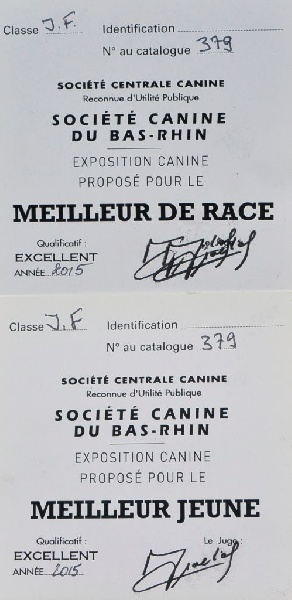 Classe J.F. Identification
N° au catalogue 379
SOCIÉTÉ CENTRALE CANINE
Reconnue d'Utilité Publique
SOCIÉTÉ CANINE
DU BAS-RHIN
EXPOSITION CANINE
PROPOSÉ POUR LE
MEILLEUR DE RACE
Qualificatif :
EXCELLENT
ANNÉE 2015
Classe J.F Identification
N° au catalogue 379
SOCIÉTÉ CENTRALE CANINE
Reconnue d'Utilité Publique
SOCIÉTÉ CANINE
DU BAS-RHIN
EXPOSITION CANINE
PROPOSÉ POUR LE
MEILLEUR JEUNE
Qualificatif : Le Juge :
EXCELLENT
ANNÉE 2015